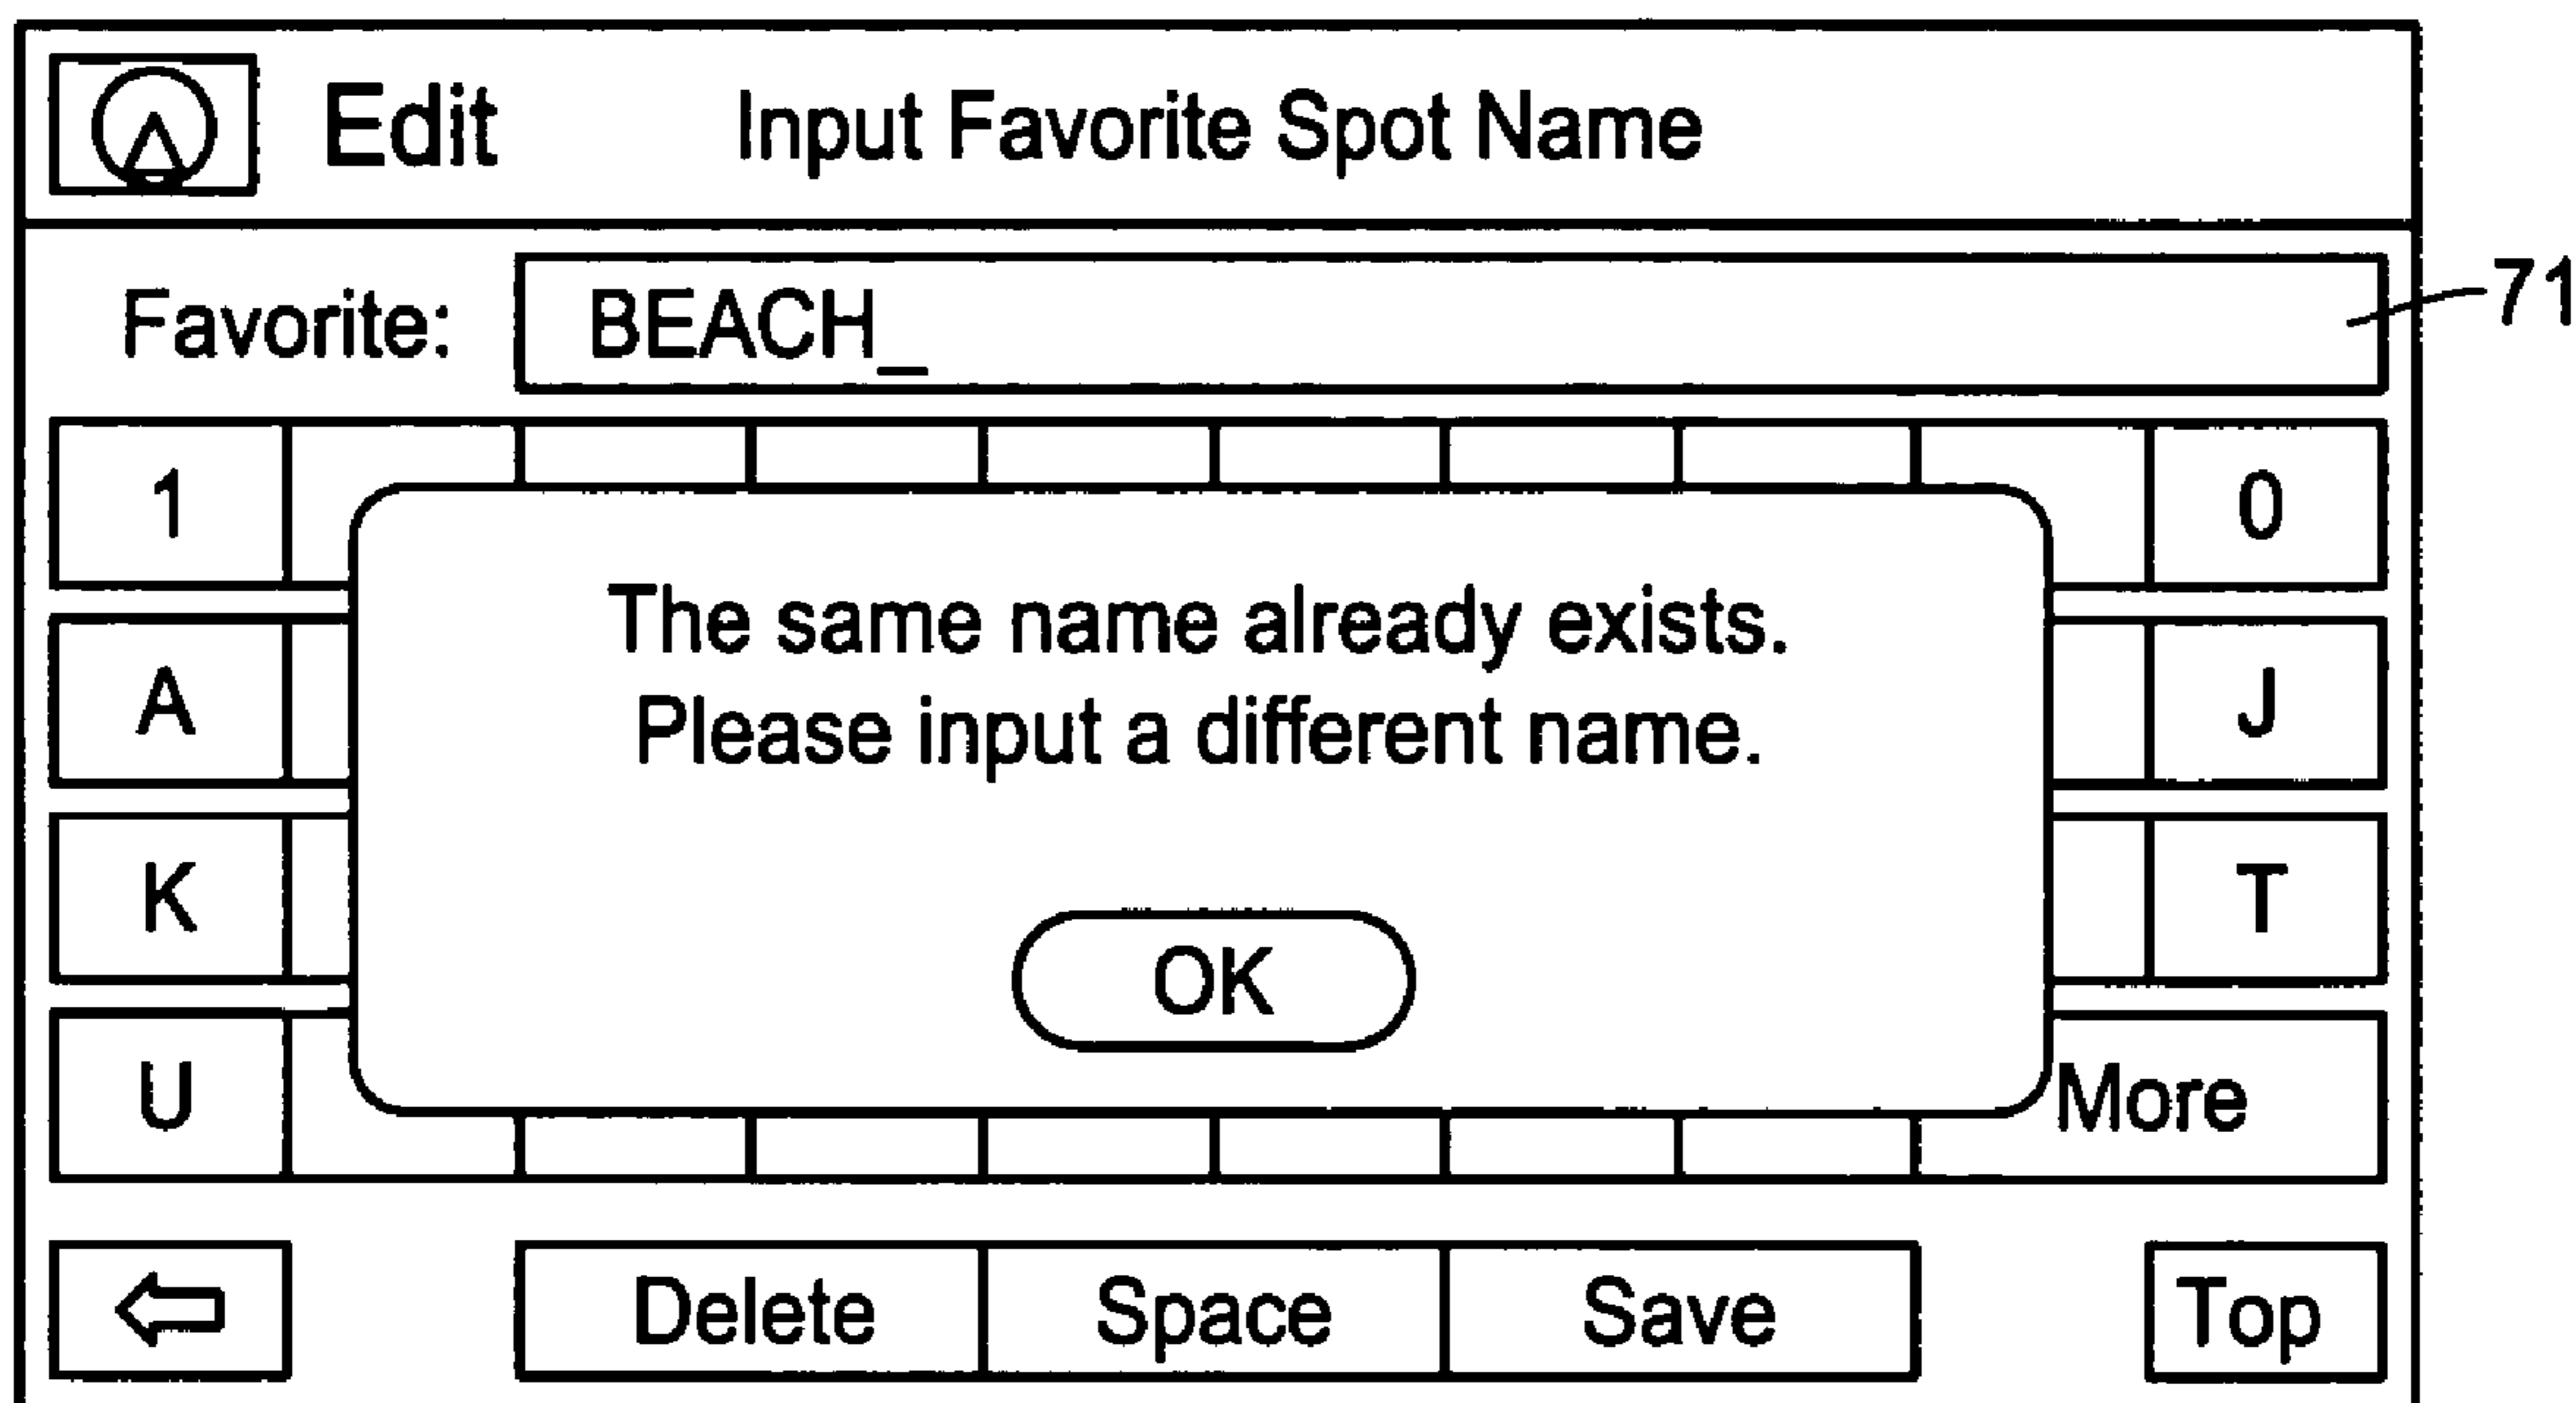 Edit Input Favorite Spot Name
Favorite: BEACH_
71
1 0
The same name already exists.
A J
Please input a different name.
K T
OK
U More
Delete Space Save Top